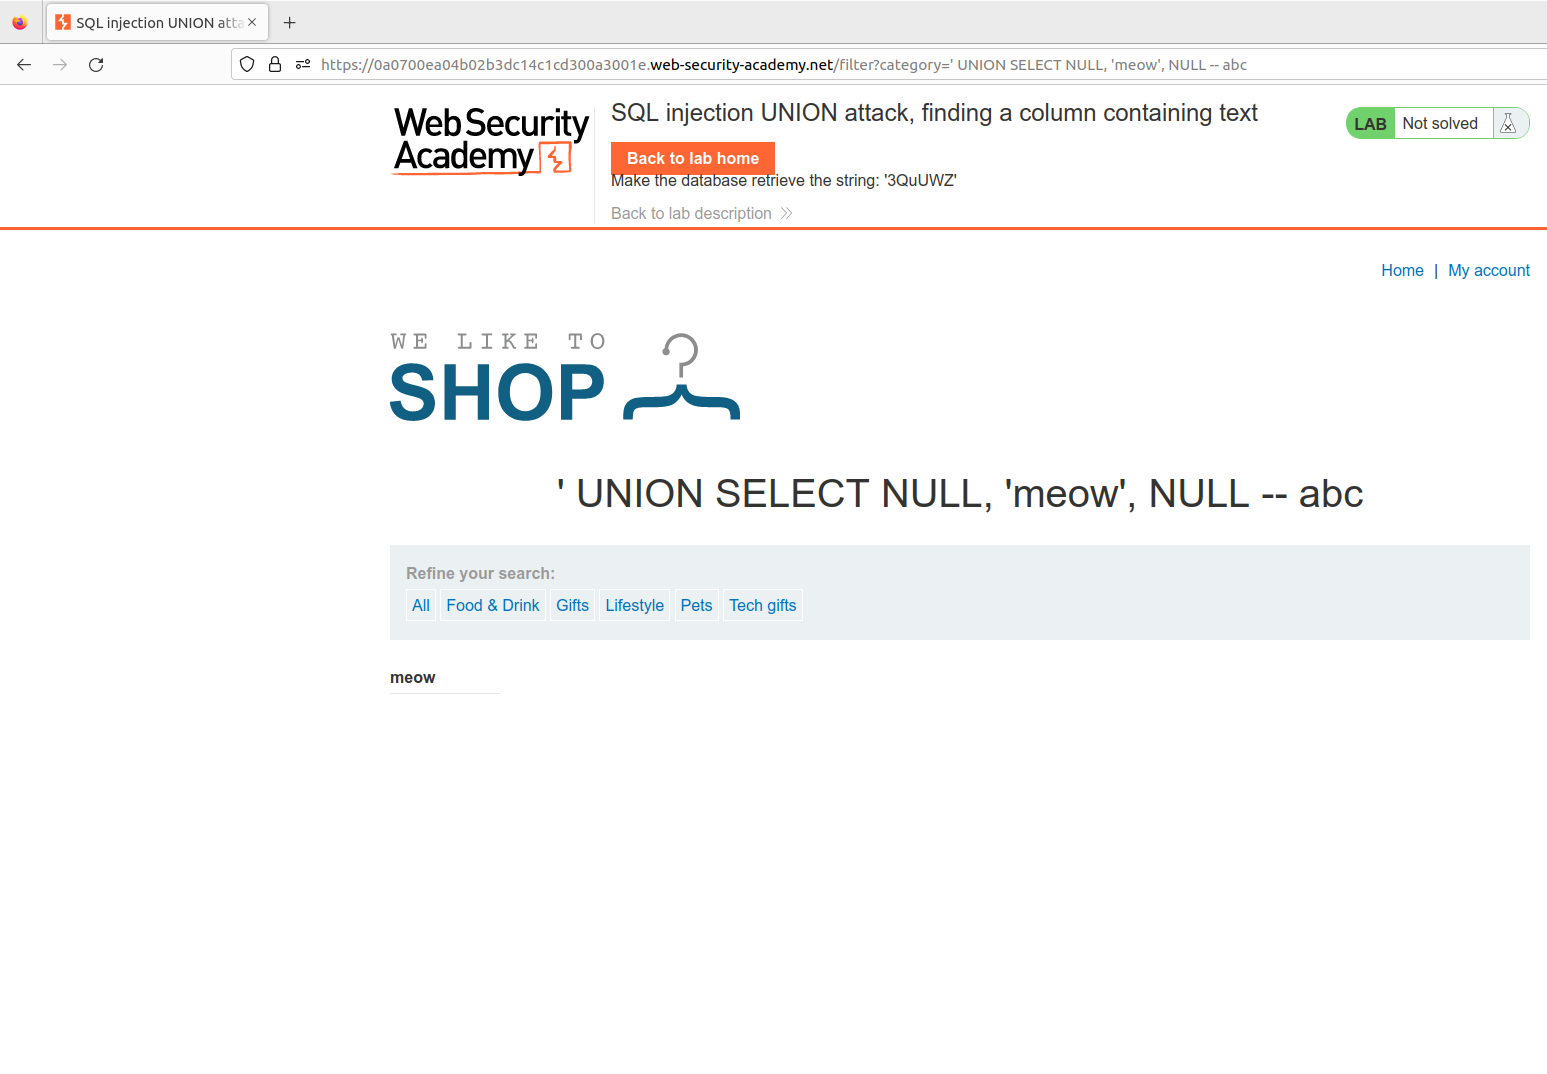 SQL injection UNION atta
https://0a0700ea04b02b3dc14c1cd300a3001e.web-security-academy.net/filter?category=' UNION SELECT NULL, 'meow', NULL -- abc
Web Security
Academy
SQL injection UNION attack, finding a column containing text
Back to lab home
Make the database retrieve the string: '3QuUWZ'
Back to lab description
LAB Not solved
Home | My account
WE LIKE TO
SHOP
' UNION SELECT NULL, 'meow', NULL -- abc
Refine your search:
All Food & Drink Gifts Lifestyle Pets Tech gifts
meow